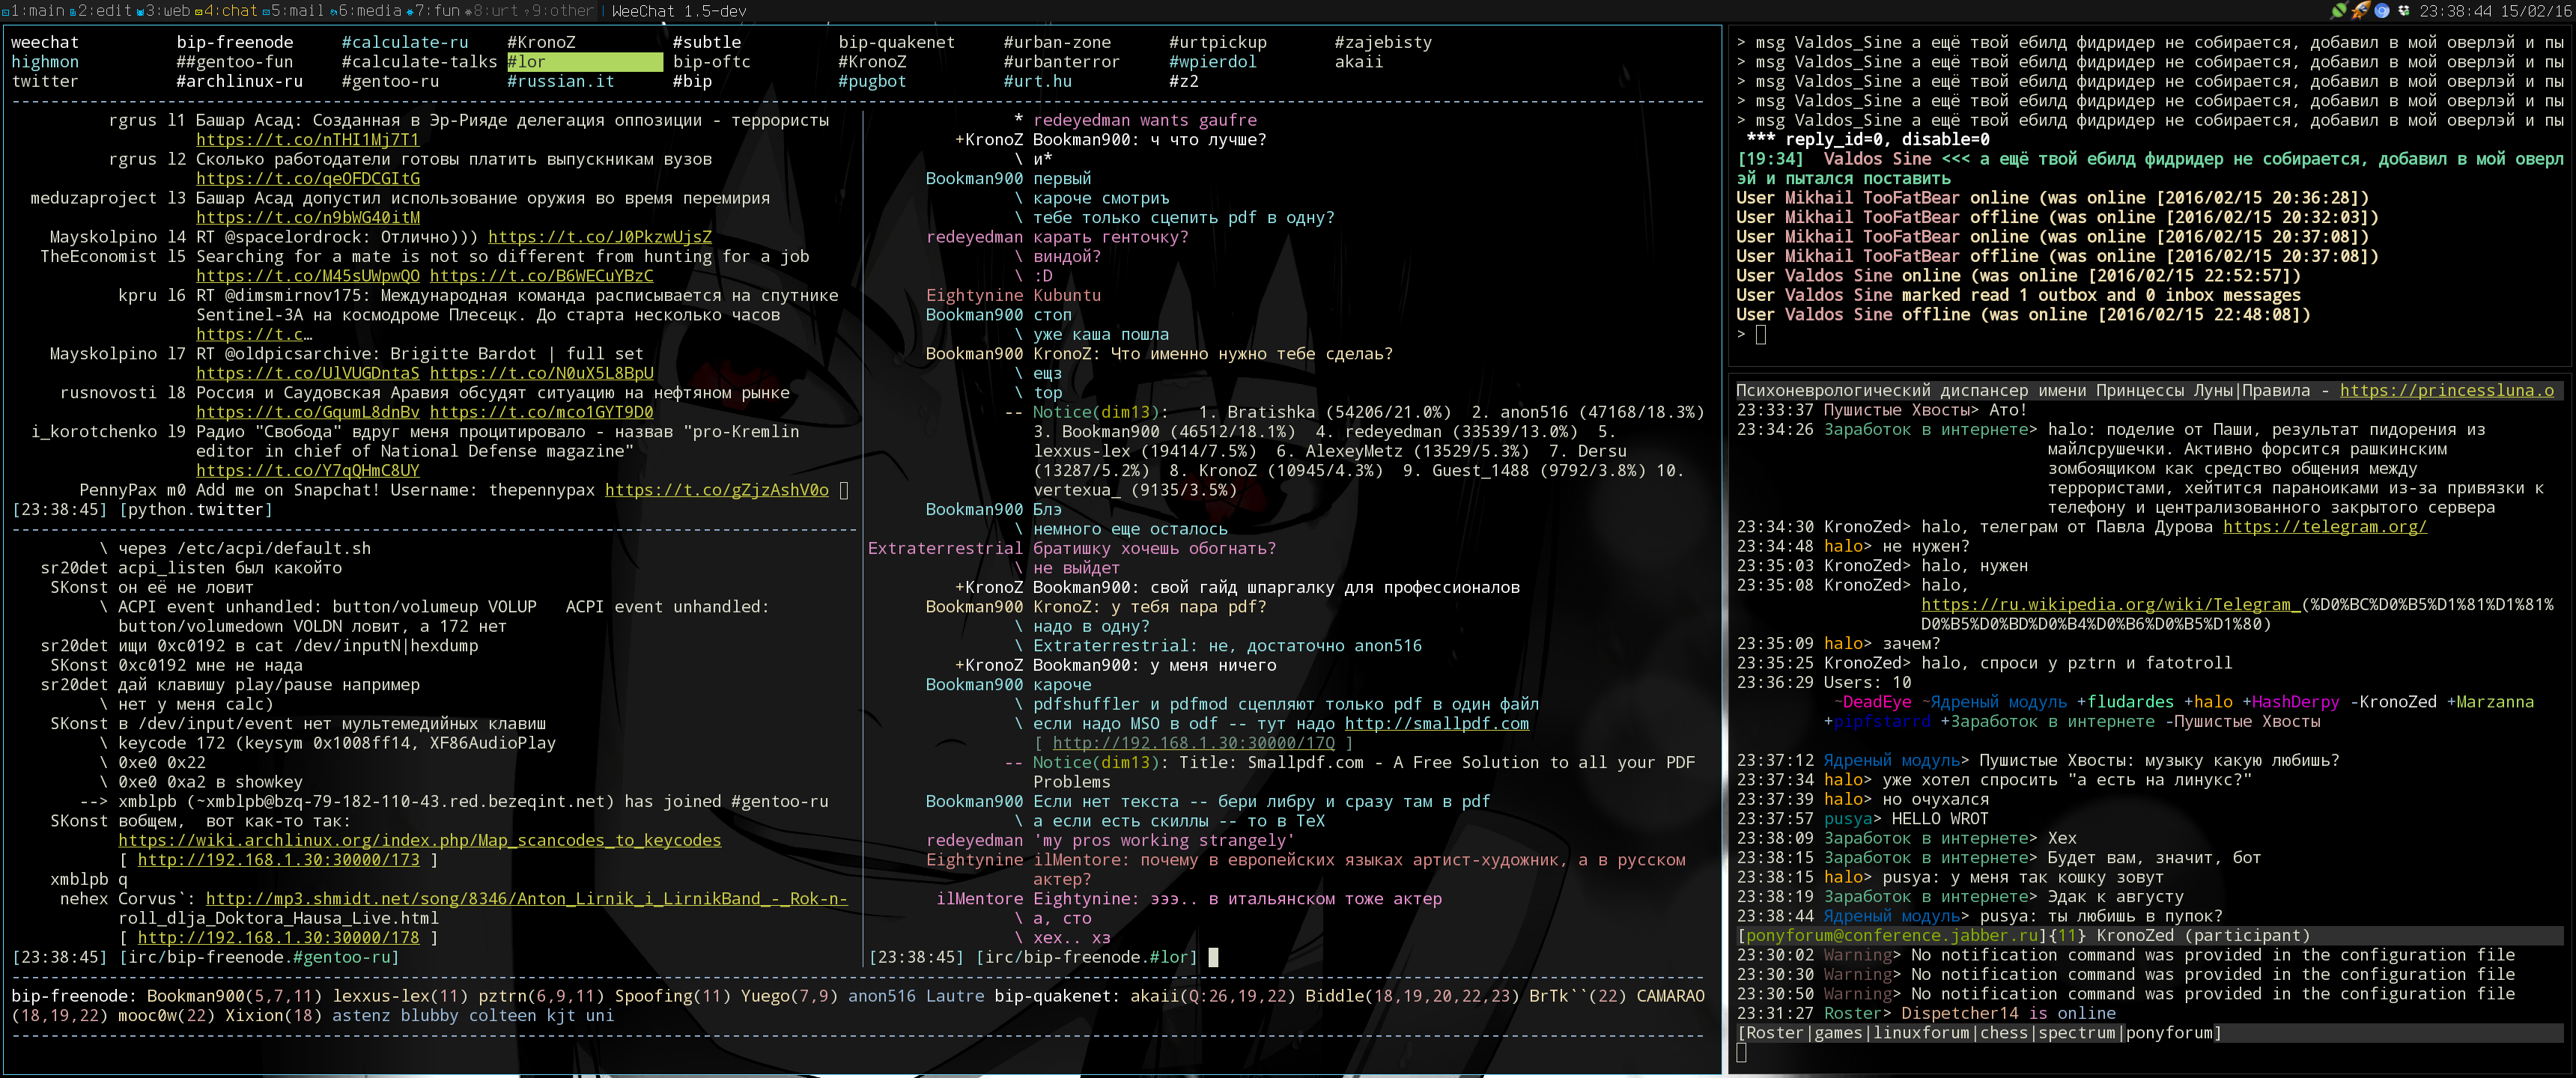 1:main 2:edit 3:web 4:chat 5:mail 6:media 7:fun 8:urt 9:other WeeChat 1.5-dev 23:38:44 15/02/16
weechat bip-freenode #calculate-ru #KronoZ #subtle bip-quakenet #urban-zone #urtpickup #zajebisty
highmon ##gentoo-fun #calculate-talks #lor bip-oftc #KronoZ #urbanterror #wpierdol akaii
twitter #archlinux-ru #gentoo-ru #russian.it #bip #pugbot #urt.hu #z2
rgrus l1 Башар Асад: Созданная в Эр-Рияде делегация оппозиции - террористы
https://t.co/nTHI1Mj7T1
rgrus l2 Сколько работодатели готовы платить выпускникам вузов
https://t.co/qeOFDCGItG
meduzaproject l3 Башар Асад допустил использование оружия во время перемирия
https://t.co/n9bWG40itM
Mayskolpino l4 RT @spacelordrock: Отлично))) https://t.co/J0PkzwUjsZ
TheEconomist l5 Searching for a mate is not so different from hunting for a job
https://t.co/M45sUWpwQO https://t.co/B6WECuYBzC
kpru l6 RT @dimsmirnov175: Международная команда расписывается на спутнике
Sentinel-3A на космодроме Плесецк. До старта несколько часов
https://t.c…
Mayskolpino l7 RT @oldpicsarchive: Brigitte Bardot | full set
https://t.co/UlVUGDntaS https://t.co/N0uX5L8BpU
rusnovosti l8 Россия и Саудовская Аравия обсудят ситуацию на нефтяном рынке
https://t.co/GqumL8dnBv https://t.co/mco1GYT9D0
i_korotchenko l9 Радио "Свобода" вдруг меня процитировало - назвав "pro-Kremlin
editor in chief of National Defense magazine"
https://t.co/Y7qQHmC8UY
PennyPax m0 Add me on Snapchat! Username: thepennypax https://t.co/gZjzAshV0o
[23:38:45] [python.twitter]
\ через /etc/acpi/default.sh
sr20det acpi_listen был какойто
SKonst он её не ловит
\ ACPI event unhandled: button/volumeup VOLUP ACPI event unhandled:
button/volumedown VOLDN ловит, а 172 нет
sr20det ищи 0xc0192 в cat /dev/inputN|hexdump
SKonst 0xc0192 мне не нада
sr20det дай клавишу play/pause например
\ нет у меня calc)
SKonst в /dev/input/event нет мультемедийных клавиш
\ keycode 172 (keysym 0x1008ff14, XF86AudioPlay
\ 0xe0 0x22
\ 0xe0 0xa2 в showkey
--> xmblpb (~xmblpb@bzq-79-182-110-43.red.bezeqint.net) has joined #gentoo-ru
SKonst вобщем, вот как-то так:
https://wiki.archlinux.org/index.php/Map_scancodes_to_keycodes
[ http://192.168.1.30:30000/173 ]
xmblpb q
nehex Corvus`: http://mp3.shmidt.net/song/8346/Anton_Lirnik_i_LirnikBand_-_Rok-n-
roll_dlja_Doktora_Hausa_Live.html
[ http://192.168.1.30:30000/178 ]
[23:38:45] [irc/bip-freenode.#gentoo-ru]
* redeyedman wants gaufre
+KronoZ Bookman900: ч что лучше?
\ и*
Bookman900 первый
\ кароче смотриъ
\ тебе только сцепить pdf в одну?
redeyedman карать генточку?
\ виндой?
\ :D
Eightynine Kubuntu
Bookman900 стоп
\ уже каша пошла
Bookman900 KronoZ: Что именно нужно тебе сделаь?
\ ещз
\ top
-- Notice(dim13): 1. Bratishka (54206/21.0%) 2. anon516 (47168/18.3%)
3. Bookman900 (46512/18.1%) 4. redeyedman (33539/13.0%) 5.
lexxus-lex (19414/7.5%) 6. AlexeyMetz (13529/5.3%) 7. Dersu
(13287/5.2%) 8. KronoZ (10945/4.3%) 9. Guest_1488 (9792/3.8%) 10.
vertexua_ (9135/3.5%)
Bookman900 Блэ
\ немного еще осталось
Extraterrestrial братишку хочешь обогнать?
\ не выйдет
+KronoZ Bookman900: свой гайд шпаргалку для профессионалов
Bookman900 KronoZ: у тебя пара pdf?
\ надо в одну?
\ Extraterrestrial: не, достаточно anon516
+KronoZ Bookman900: у меня ничего
Bookman900 кароче
\ pdfshuffler и pdfmod сцепляют только pdf в один файл
\ если надо MSO в odf -- тут надо http://smallpdf.com
[ http://192.168.1.30:30000/17Q ]
-- Notice(dim13): Title: Smallpdf.com - A Free Solution to all your PDF
Problems
Bookman900 Если нет текста -- бери либру и сразу там в pdf
\ а если есть скиллы -- то в TeX
redeyedman 'my pros working strangely'
Eightynine ilMentore: почему в европейских языках артист-художник, а в русском
актер?
ilMentore Eightynine: эээ.. в итальянском тоже актер
\ а, сто
\ хех.. хз
[23:38:45] [irc/bip-freenode.#lor]
bip-freenode: Bookman900(5,7,11) lexxus-lex(11) pztrn(6,9,11) Spoofing(11) Yuego(7,9) anon516 Lautre bip-quakenet: akaii(Q:26,19,22) Biddle(18,19,20,22,23) BrTk``(22) CAMARAO
(18,19,22) mooc0w(22) Xixion(18) astenz blubby colteen kjt uni
> msg Valdos_Sine а ещё твой ебилд фидридер не собирается, добавил в мой оверлэй и пы
> msg Valdos_Sine а ещё твой ебилд фидридер не собирается, добавил в мой оверлэй и пы
> msg Valdos_Sine а ещё твой ебилд фидридер не собирается, добавил в мой оверлэй и пы
> msg Valdos_Sine а ещё твой ебилд фидридер не собирается, добавил в мой оверлэй и пы
> msg Valdos_Sine а ещё твой ебилд фидридер не собирается, добавил в мой оверлэй и пы
*** reply_id=0, disable=0
[19:34] Valdos Sine <<< а ещё твой ебилд фидридер не собирается, добавил в мой оверл
эй и пытался поставить
User Mikhail TooFatBear online (was online [2016/02/15 20:36:28])
User Mikhail TooFatBear offline (was online [2016/02/15 20:32:03])
User Mikhail TooFatBear online (was online [2016/02/15 20:37:08])
User Mikhail TooFatBear offline (was online [2016/02/15 20:37:08])
User Valdos Sine online (was online [2016/02/15 22:52:57])
User Valdos Sine marked read 1 outbox and 0 inbox messages
User Valdos Sine offline (was online [2016/02/15 22:48:08])
>
Психоневрологический диспансер имени Принцессы Луны|Правила - https://princessluna.o
23:33:37 Пушистые Хвосты> Ато!
23:34:26 Заработок в интернете> halo: поделие от Паши, результат пидорения из
майлсрушечки. Активно форсится рашкинским
зомбоящиком как средство общения между
террористами, хейтится параноиками из-за привязки к
телефону и централизованного закрытого сервера
23:34:30 KronoZed> halo, телеграм от Павла Дурова https://telegram.org/
23:34:48 halo> не нужен?
23:35:03 KronoZed> halo, нужен
23:35:08 KronoZed> halo,
https://ru.wikipedia.org/wiki/Telegram_(%D0%BC%D0%B5%D1%81%D1%81%
D0%B5%D0%BD%D0%B4%D0%B6%D0%B5%D1%80)
23:35:09 halo> зачем?
23:35:25 KronoZed> halo, спроси у pztrn и fatotroll
23:36:29 Users: 10
~DeadEye ~Ядреный модуль +fludardes +halo +HashDerpy -KronoZed +Marzanna
+pipfstarrd +Заработок в интернете -Пушистые Хвосты
23:37:12 Ядреный модуль> Пушистые Хвосты: музыку какую любишь?
23:37:34 halo> уже хотел спросить "а есть на линукс?"
23:37:39 halo> но очухался
23:37:57 pusya> HELLO WROT
23:38:09 Заработок в интернете> Хех
23:38:15 Заработок в интернете> Будет вам, значит, бот
23:38:15 halo> pusya: у меня так кошку зовут
23:38:19 Заработок в интернете> Эдак к августу
23:38:44 Ядреный модуль> pusya: ты любишь в пупок?
[ponyforum@conference.jabber.ru]{11} KronoZed (participant)
23:30:02 Warning> No notification command was provided in the configuration file
23:30:30 Warning> No notification command was provided in the configuration file
23:30:50 Warning> No notification command was provided in the configuration file
23:31:27 Roster> Dispetcher14 is online
[Roster|games|linuxforum|chess|spectrum|ponyforum]